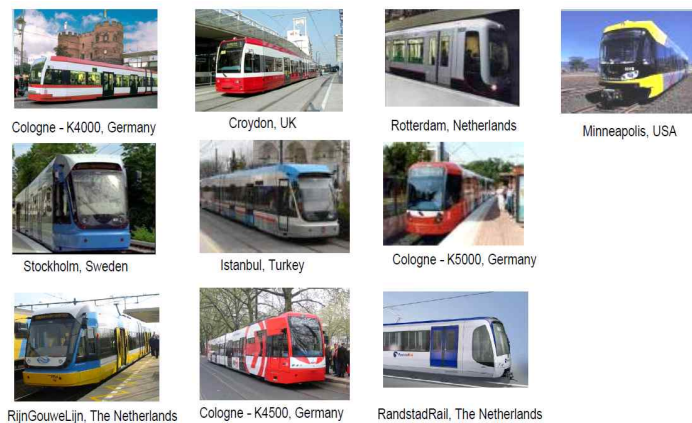 Cologne - K4000, Germany
Croydon, UK
Rotterdam, Netherlands
Minneapolis, USA
Stockholm, Sweden
Istanbul, Turkey
Cologne - K5000, Germany
RijnGouweLijn, The Netherlands
Cologne - K4500, Germany
RandstadRail, The Netherlands